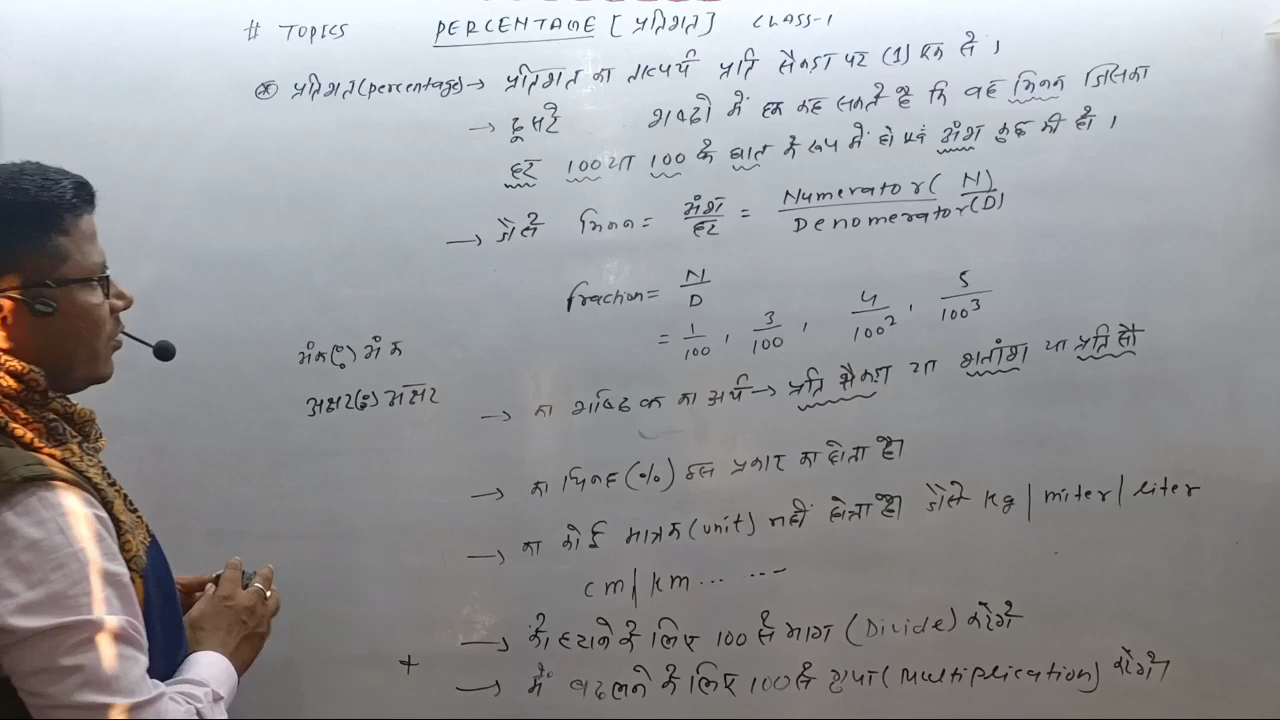 # TOPICS PERCENTAGE [प्रतिशत] CLASS-1
⊛ प्रतिशत(percentage)→ प्रतिशत का तात्पर्य प्रति सैकड़ा पर (1) एक से ।
→ दूसरे शब्दो में हम कह सकते है कि वह भिन्न जिसका
हर 100 या 100 के घात के रूप में हो एवं अंश कुछ भी हो ।
→ जैसे भिन्न = अंश/हर = Numerator(N)/Denomerator(D)
fraction = N/D
= 1/100 , 3/100 , 4/100² , 5/100³
अंक(%) अंक
अक्षर(%) अक्षर
→ का शाब्दिक का अर्थ → प्रति सैकड़ा या शतांश या प्रति सौ
→ का चिन्ह (%) इस प्रकार का होता है।
→ का कोई मात्रक (unit) नहीं होता है। जैसे kg/miter/liter
cm/km... ...
→ % को हटाने के लिए 100 से भाग (Divide) करेंगे
+ → % में बदलने के लिए 100 से गुणा (multiplication) करेंगे।